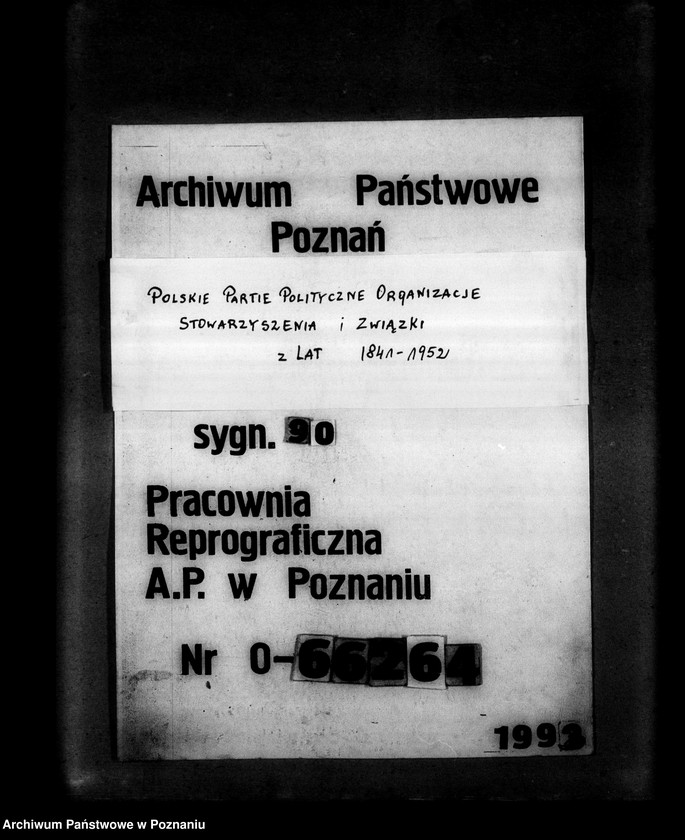 Archiwum Państwowe
Poznań
POLSKIE PARTIE POLITYCZNE ORGANIZACJE
STOWARZYSZENIA i ZWIĄZKI
z LAT 1841-1952
sygn. 90
Pracownia
Reprograficzna
A.P. w Poznaniu
Nr 0-66264
1993
Archiwum Państwowe w Poznaniu